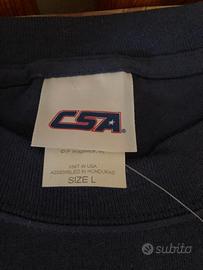 CSA
KNIT IN USA
ASSEMBLED IN HONDURAS
SIZE L
subito